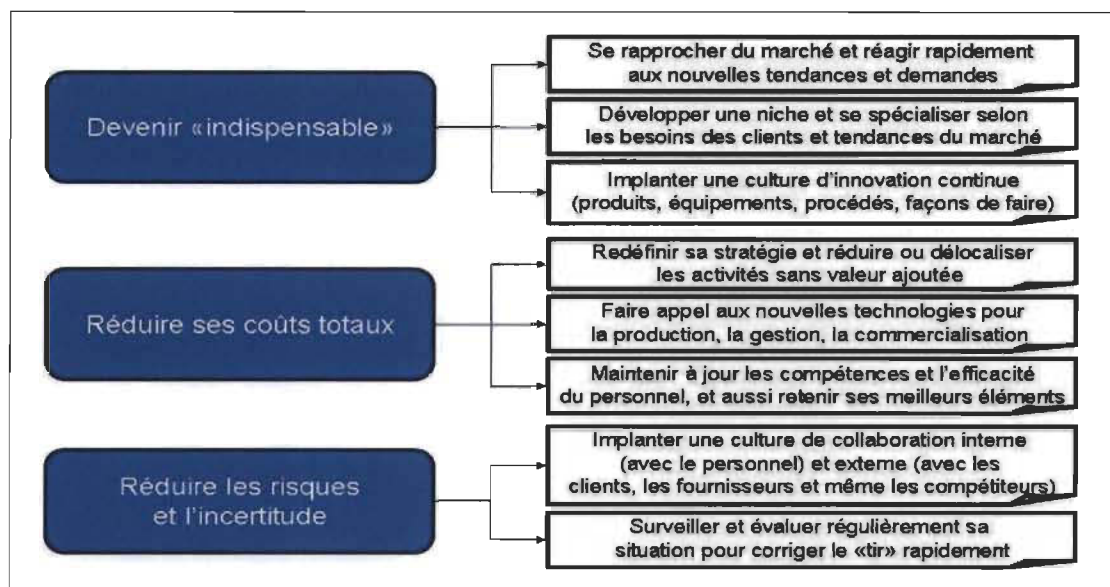 Devenir «indispensable»
Se rapprocher du marché et réagir rapidement
aux nouvelles tendances et demandes
Développer une niche et se spécialiser selon
les besoins des clients et tendances du marché
Implanter une culture d'innovation continue
(produits, équipements, procédés, façons de faire)
Réduire ses coûts totaux
Redéfinir sa stratégie et réduire ou délocaliser
les activités sans valeur ajoutée
Faire appel aux nouvelles technologies pour
la production, la gestion, la commercialisation
Maintenir à jour les compétences et l'efficacité
du personnel, et aussi retenir ses meilleurs éléments
Réduire les risques
et l'incertitude
Implanter une culture de collaboration interne
(avec le personnel) et externe (avec les
clients, les fournisseurs et même les compétiteurs)
Surveiller et évaluer régulièrement sa
situation pour corriger le «tir» rapidement